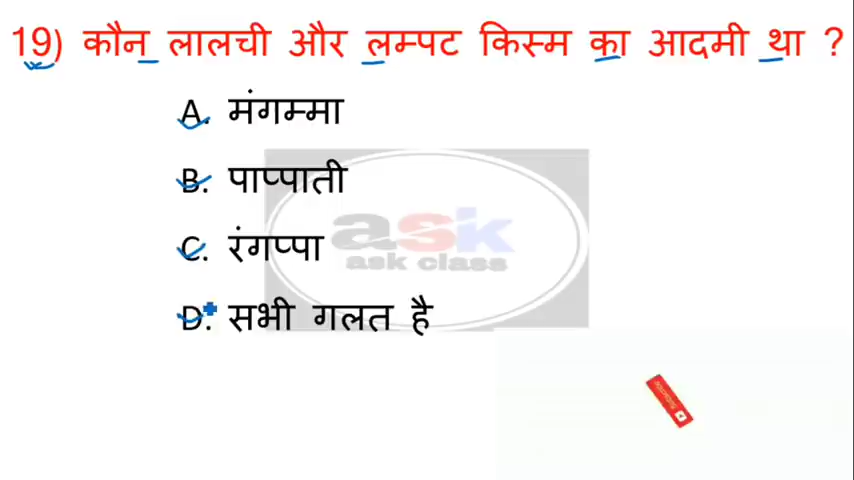 19) कौन लालची और लम्पट किस्म का आदमी था ?
A. मंगम्मा
B. पाप्पाती
C. रंगप्पा
ask
ask class
D. सभी गलत है